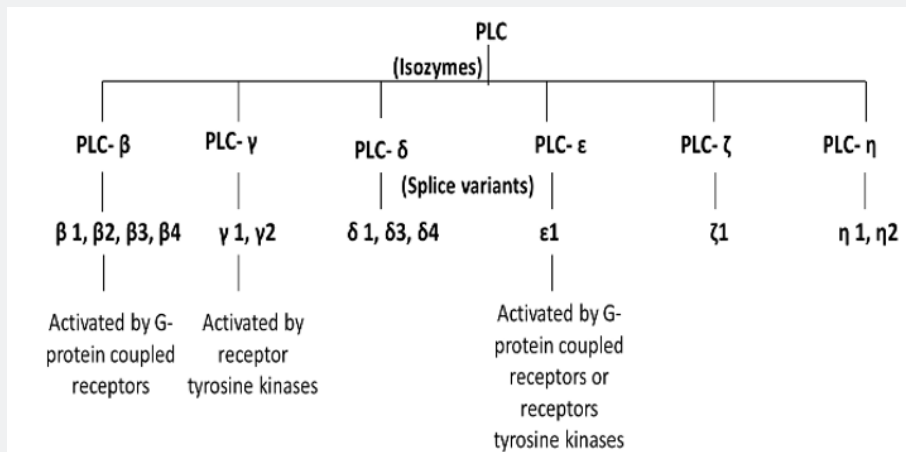 PLC
(Isozymes)
PLC- β
PLC- γ
PLC- δ
PLC- ε
PLC- ζ
PLC- η
(Splice variants)
β 1, β2, β3, β4
γ 1, γ2
δ 1, δ3, δ4
ε1
ζ1
η 1, η2
Activated by G-
protein coupled
receptors
Activated by
receptor
tyrosine kinases
Activated by G-
protein coupled
receptors or
receptors
tyrosine kinases